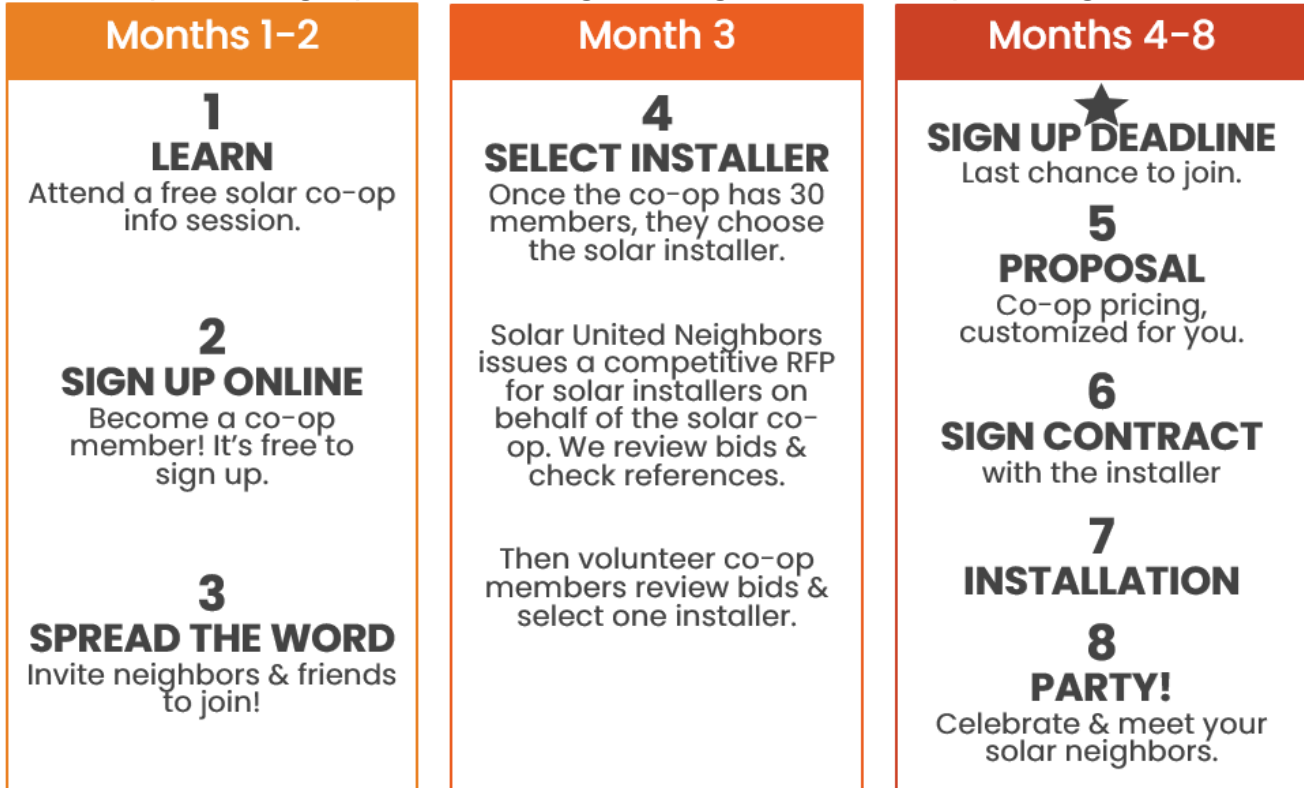 Months 1-2
1
LEARN
Attend a free solar co-op
info session.
2
SIGN UP ONLINE
Become a co-op
member! It's free to
sign up.
3
SPREAD THE WORD
Invite neighbors & friends
to join!
Month 3
4
SELECT INSTALLER
Once the co-op has 30
members, they choose
the solar installer.
Solar United Neighbors
issues a competitive RFP
for solar installers on
behalf of the solar co-
op. We review bids &
check references.
Then volunteer co-op
members review bids &
select one installer.
Months 4-8
SIGN UP DEADLINE
Last chance to join.
5
PROPOSAL
Co-op pricing,
customized for you.
6
SIGN CONTRACT
with the installer
7
INSTALLATION
8
PARTY!
Celebrate & meet your
solar neighbors.